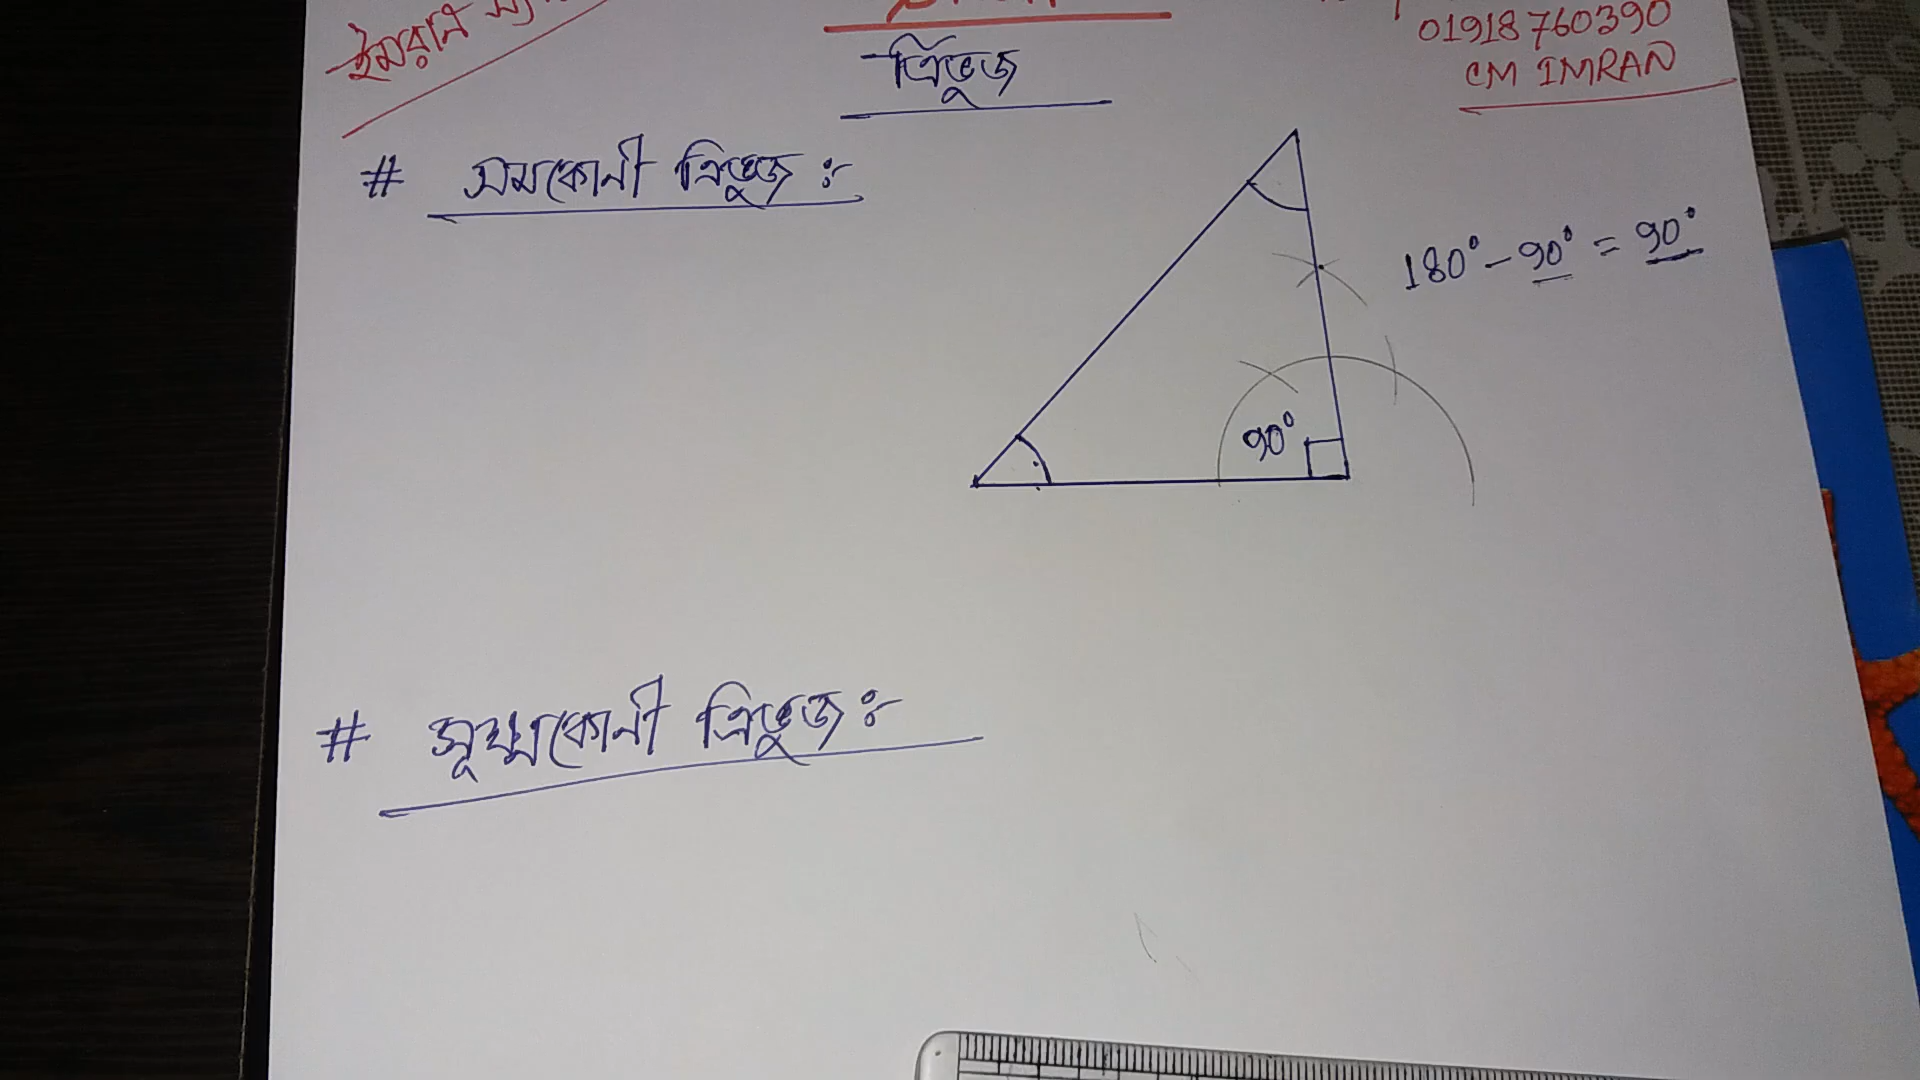 ইমরান
01918760390
CM IMRAN
ত্রিভুজ
# সমকোনী ত্রিভুজ ঃ-
180° - 90° = 90°
90°
# সূক্ষ্মকোনী ত্রিভুজ ঃ-